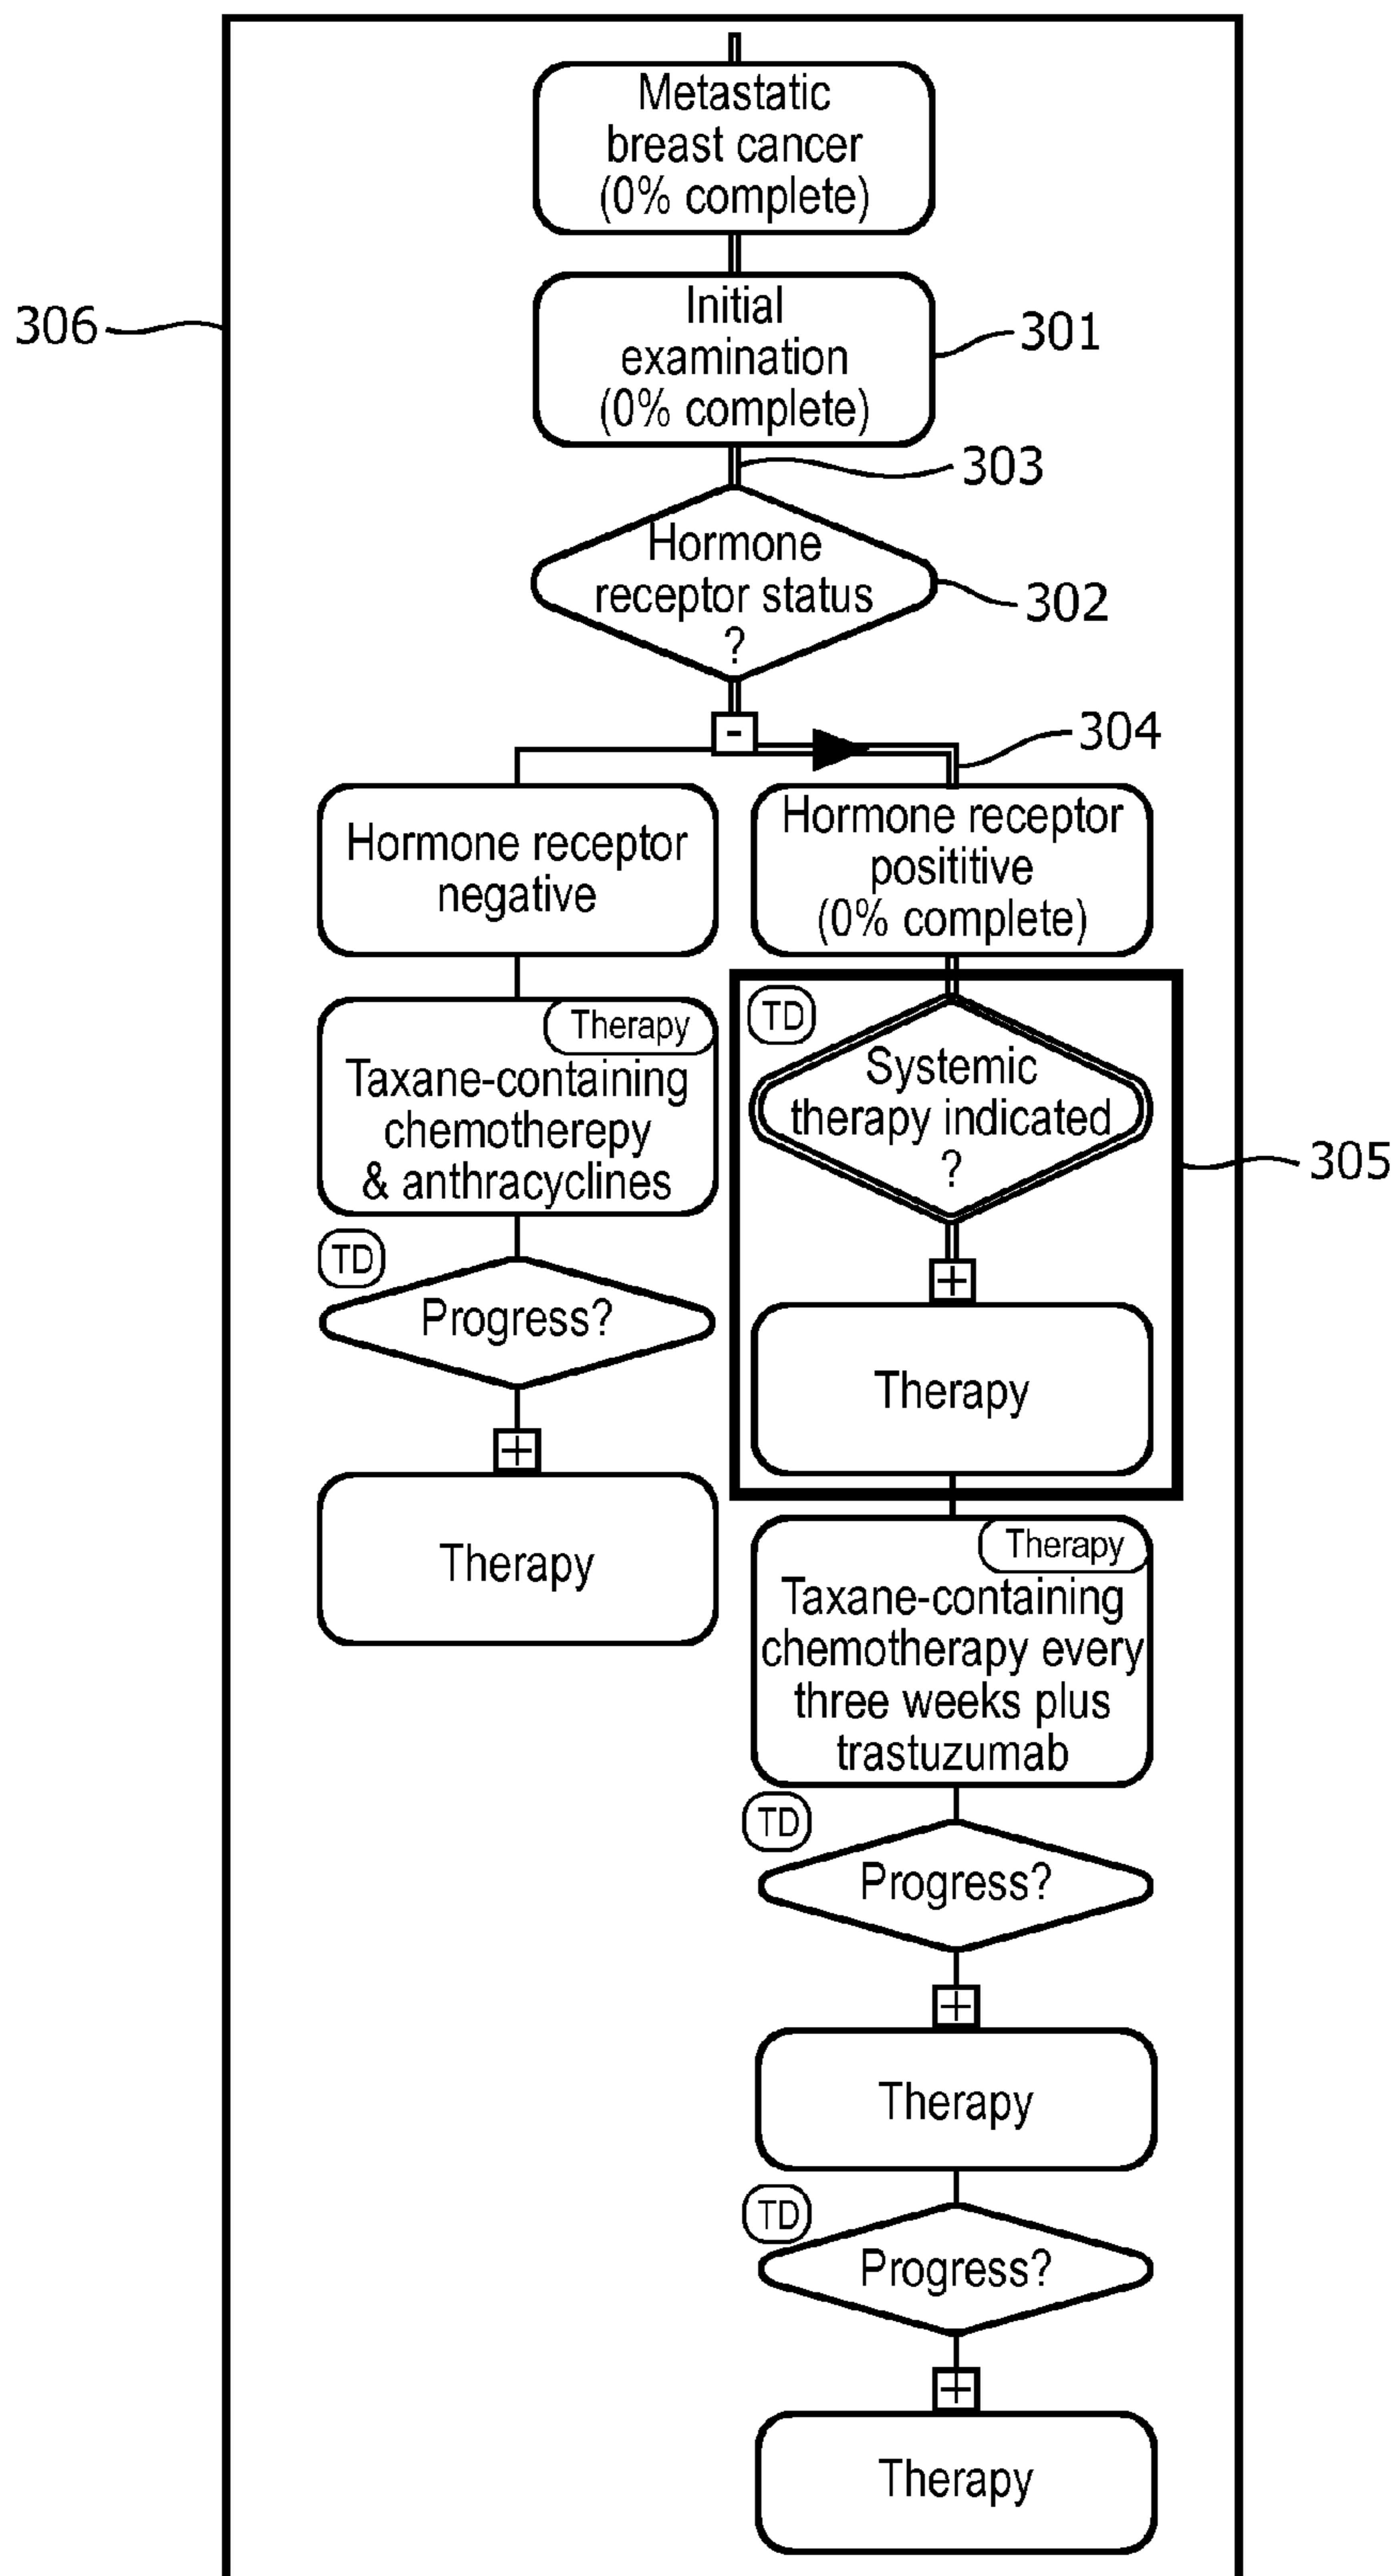 Metastatic
breast cancer
(0% complete)
306
Initial
examination
(0% complete)
301
303
Hormone
receptor status
?
302
-
304
Hormone receptor
negative
Hormone receptor
posititive
(0% complete)
Therapy
Taxane-containing
chemotherepy
& anthracyclines
TD
Progress?
+
Therapy
TD
Systemic
therapy indicated
?
305
+
Therapy
Therapy
Taxane-containing
chemotherapy every
three weeks plus
trastuzumab
TD
Progress?
+
Therapy
TD
Progress?
+
Therapy